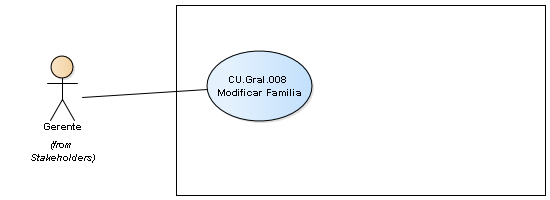 CU.Gral.008
Modificar Familia
Gerente
(from
Stakeholders)